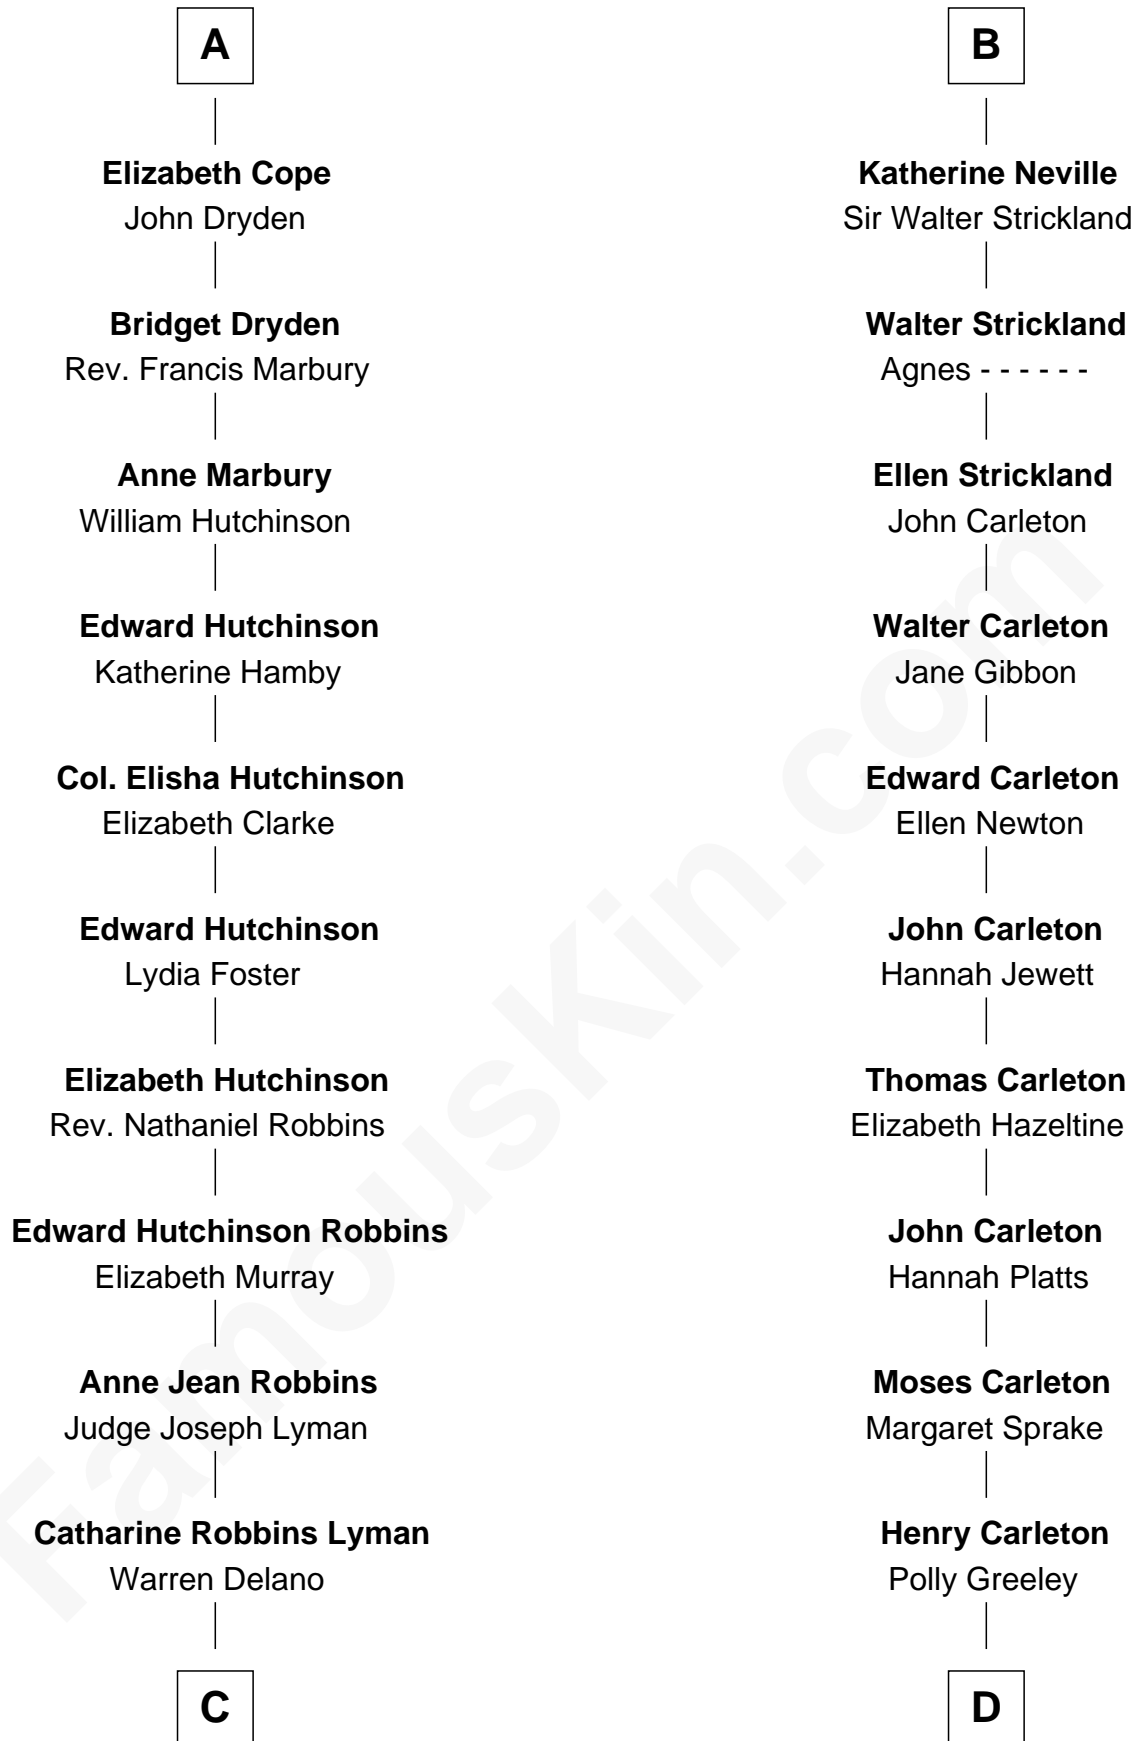 A
Elizabeth Cope
John Dryden
Bridget Dryden
Rev. Francis Marbury
Anne Marbury
William Hutchinson
Edward Hutchinson
Katherine Hamby
Col. Elisha Hutchinson
Elizabeth Clarke
Edward Hutchinson
Lydia Foster
Elizabeth Hutchinson
Rev. Nathaniel Robbins
Edward Hutchinson Robbins
Elizabeth Murray
Anne Jean Robbins
Judge Joseph Lyman
Catharine Robbins Lyman
Warren Delano
C
B
Katherine Neville
Sir Walter Strickland
Walter Strickland
Agnes - - - - - -
Ellen Strickland
John Carleton
Walter Carleton
Jane Gibbon
Edward Carleton
Ellen Newton
John Carleton
Hannah Jewett
Thomas Carleton
Elizabeth Hazeltine
John Carleton
Hannah Platts
Moses Carleton
Margaret Sprake
Henry Carleton
Polly Greeley
D
FamousKin.com